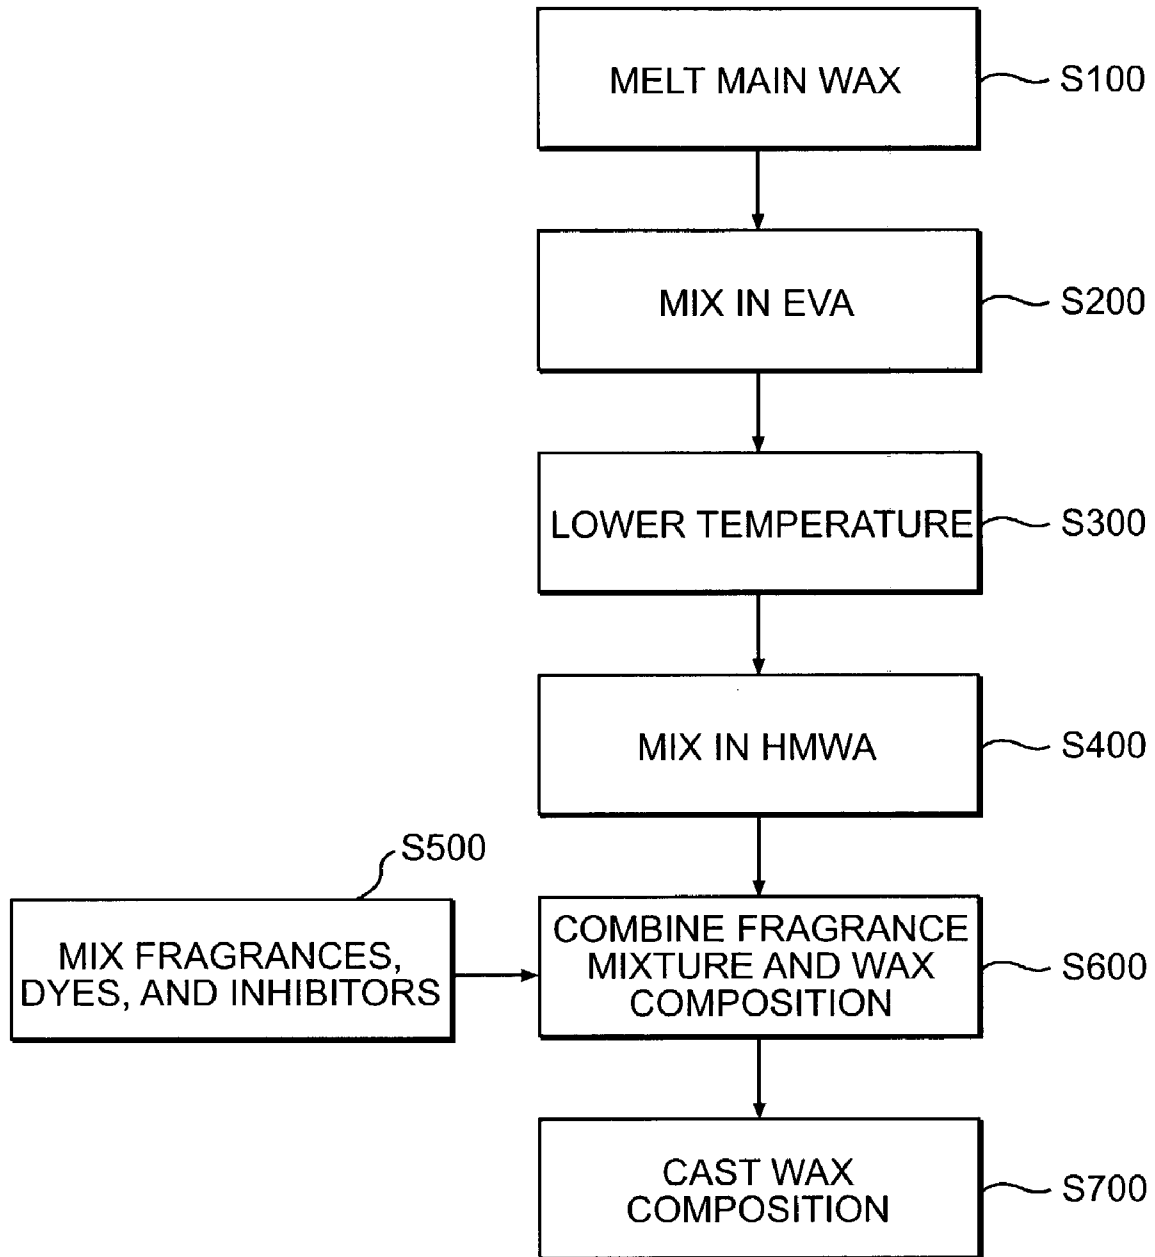 MELT MAIN WAX
S100
MIX IN EVA
S200
LOWER TEMPERATURE
S300
MIX IN HMWA
S400
S500
MIX FRAGRANCES,
DYES, AND INHIBITORS
COMBINE FRAGRANCE
MIXTURE AND WAX
COMPOSITION
S600
CAST WAX
COMPOSITION
S700